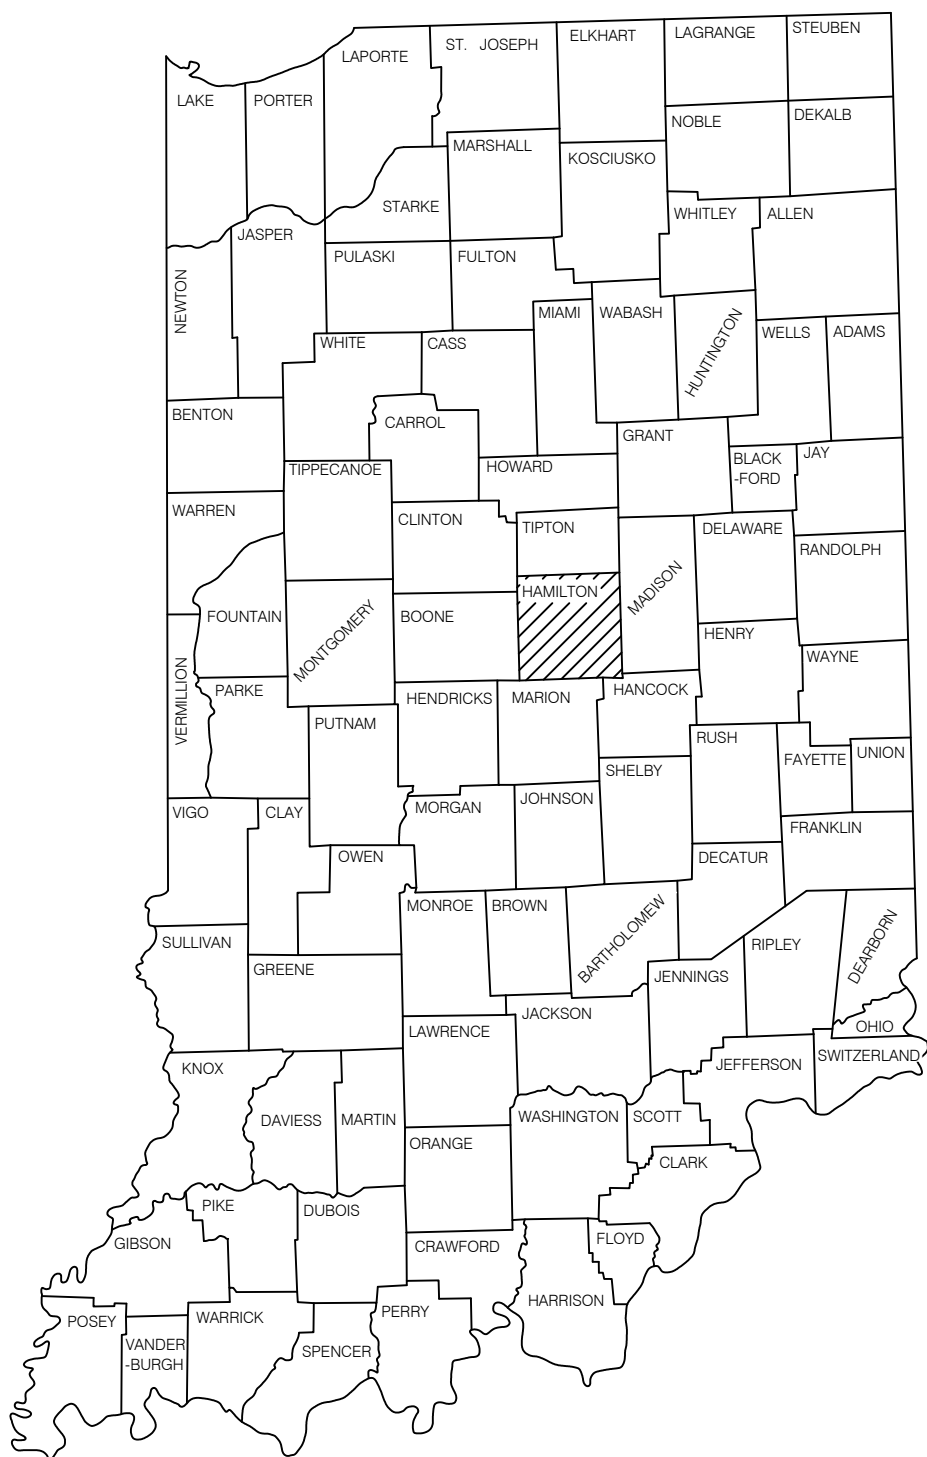 STEUBEN
LAGRANGE
ELKHART
ST. JOSEPH
LAPORTE
LAKE
PORTER
NOBLE
DEKALB
MARSHALL
KOSCIUSKO
STARKE
WHITLEY
ALLEN
JASPER
PULASKI
FULTON
NEWTON
MIAMI
WABASH
HUNTINGTON
WELLS
ADAMS
WHITE
CASS
BENTON
CARROL
GRANT
BLACK
-FORD
JAY
TIPPECANOE
HOWARD
WARREN
CLINTON
TIPTON
DELAWARE
RANDOLPH
FOUNTAIN
MONTGOMERY
BOONE
HAMILTON
MADISON
HENRY
WAYNE
VERMILLION
PARKE
HENDRICKS
MARION
HANCOCK
PUTNAM
RUSH
FAYETTE
UNION
SHELBY
VIGO
CLAY
MORGAN
JOHNSON
FRANKLIN
OWEN
DECATUR
MONROE
BROWN
BARTHOLOMEW
SULLIVAN
RIPLEY
DEARBORN
GREENE
JENNINGS
JACKSON
OHIO
LAWRENCE
SWITZERLAND
KNOX
JEFFERSON
DAVIESS
MARTIN
WASHINGTON
SCOTT
ORANGE
CLARK
PIKE
DUBOIS
GIBSON
CRAWFORD
FLOYD
HARRISON
POSEY
WARRICK
PERRY
VANDER
-BURGH
SPENCER